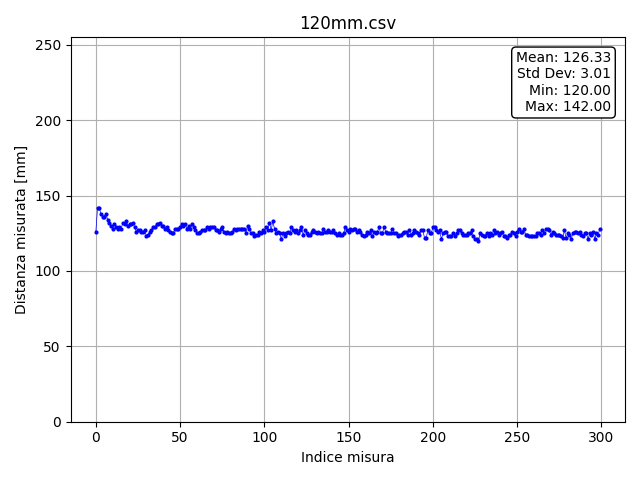 120mm.csv
Mean: 126.33
Std Dev: 3.01
Min: 120.00
Max: 142.00
Distanza misurata [mm]
250
200
150
100
50
0
0 50 100 150 200 250 300
Indice misura